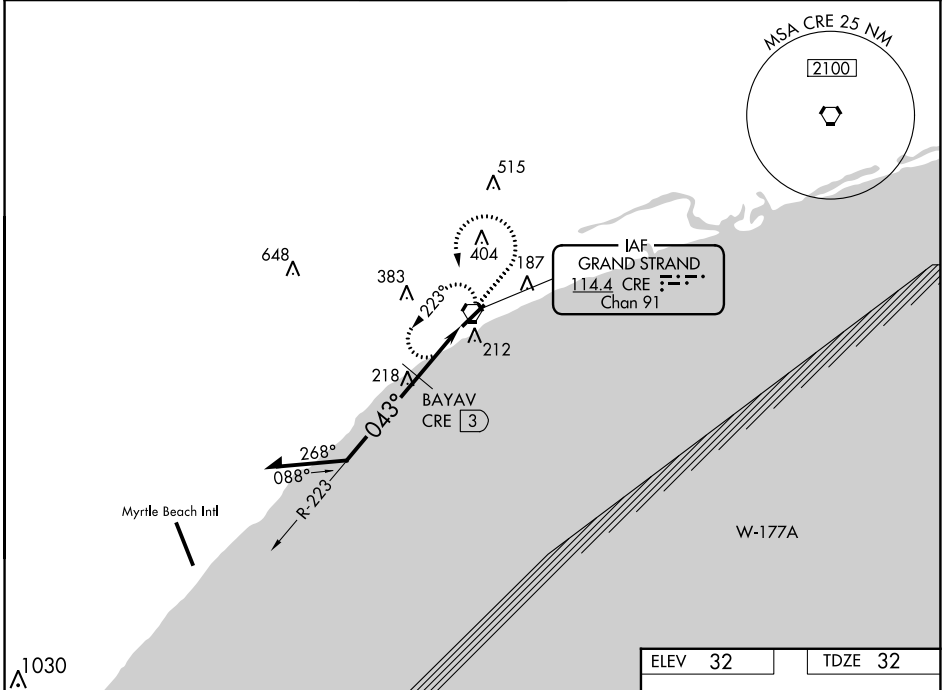 MSA CRE 25 NM
2100
515
404
648
383
187
IAF
GRAND STRAND
114.4 CRE
Chan 91
223°
212
218
BAYAV
CRE 3
043°
268°
088°
R-223
Myrtle Beach Intl
W-177A
1030
ELEV 32
TDZE 32